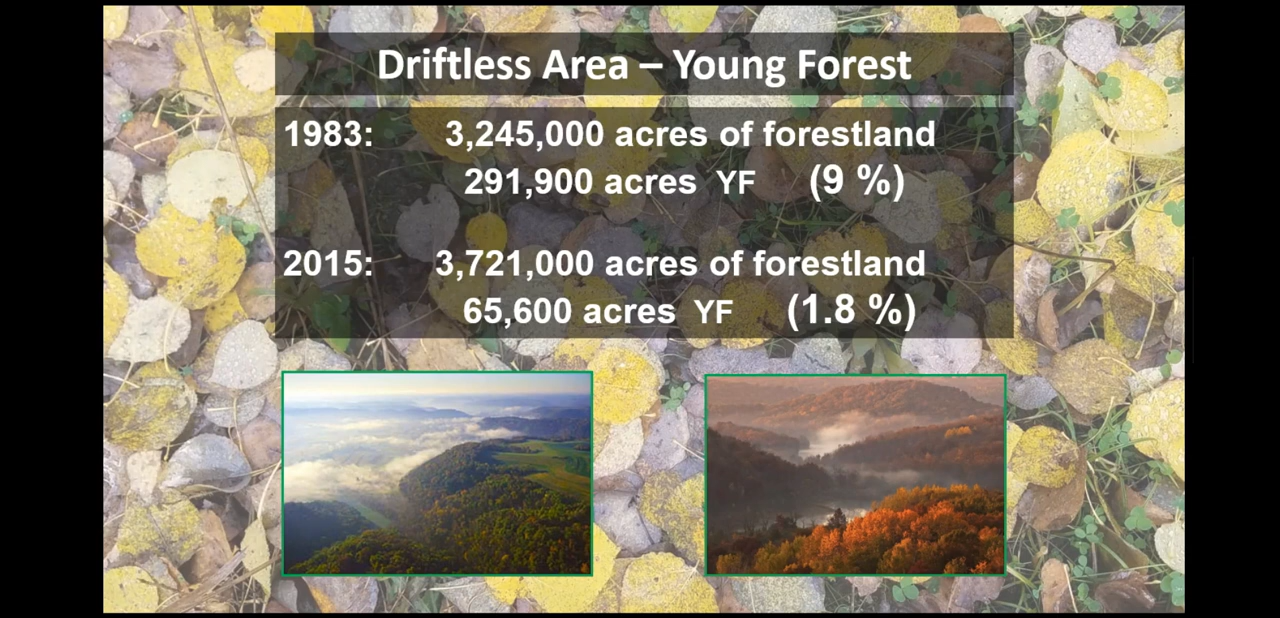 Driftless Area – Young Forest
1983: 3,245,000 acres of forestland
291,900 acres YF (9 %)
2015: 3,721,000 acres of forestland
65,600 acres YF (1.8 %)